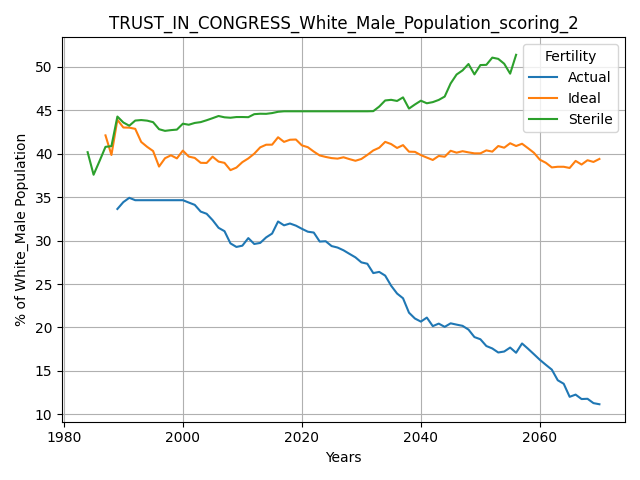 TRUST_IN_CONGRESS_White_Male_Population_scoring_2
% of White_Male Population
50
45
40
35
30
25
20
15
10
1980
2000
2020
2040
2060
Years
Fertility
Actual
Ideal
Sterile